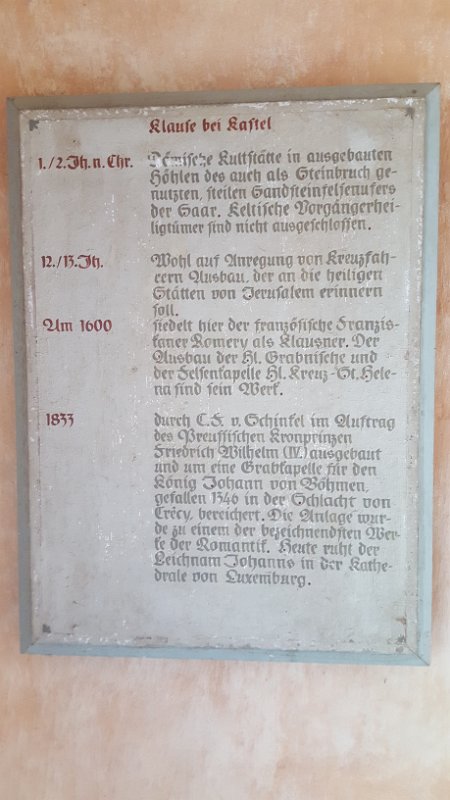 Klause bei Kastel
1./2.Jh.n.Chr. Römische Kultstätte in ausgebauten
Höhlen des auch als Steinbruch ge-
nutzten, steilen Sandsteinfelsenufers
der Saar. Keltische Vorgängerhei-
ligtümer sind nicht ausgeschlossen.
12./13.Jh. Wohl auf Anregung von Kreuzfah-
rern Ausbau, der an die heiligen
Stätten von Jerusalem erinnern
soll.
Um 1600 siedelt hier der französische Franzis-
kaner Romery als Klausner. Der
Ausbau der Hl. Grabnische und
der Felsenkapelle Hl. Kreuz-St. Hele-
na sind sein Werk.
1833 durch C.F. v. Schinkel im Auftrag
des Preussischen Kronprinzen
Friedrich Wilhelm (IV.) ausgebaut
und um eine Grabkapelle für den
König Johann von Böhmen,
gefallen 1346 in der Schlacht von
Crécy, bereichert. Die Anlage wur-
de zu einem der bezeichnendsten Wer-
ke der Romantik. Heute ruht der
Leichnam Johanns in der Kathe-
drale von Luxemburg.